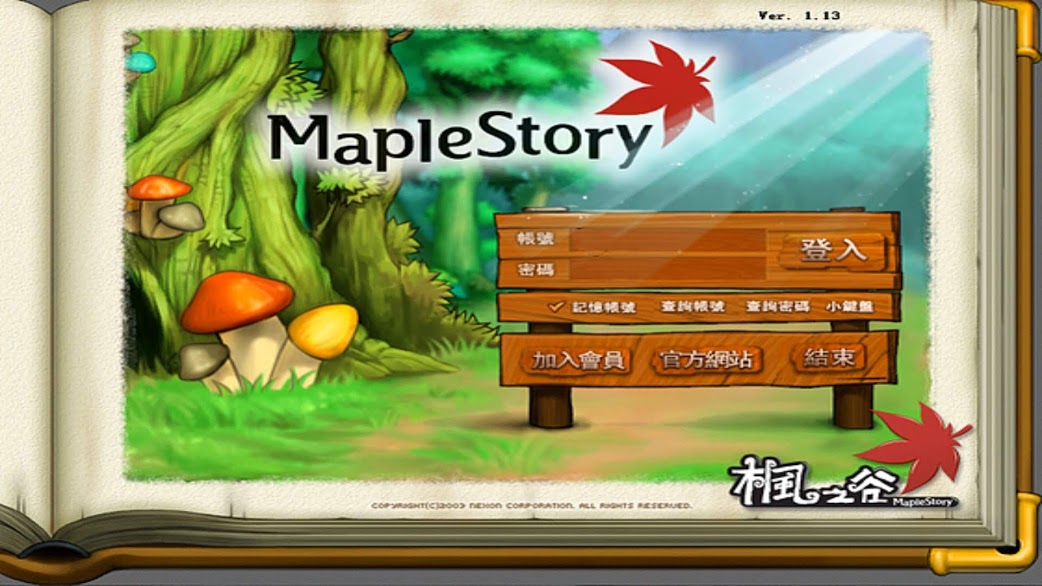 Ver. 1.13
MapleStory
帳號
登入
密碼
記憶帳號 查詢帳號 查詢密碼 小鍵盤
加入會員 官方網站 結束
楓之谷
MapleStory
COPYRIGHT(C)2003 NEXON CORPORATION. ALL RIGHTS RESERVED.